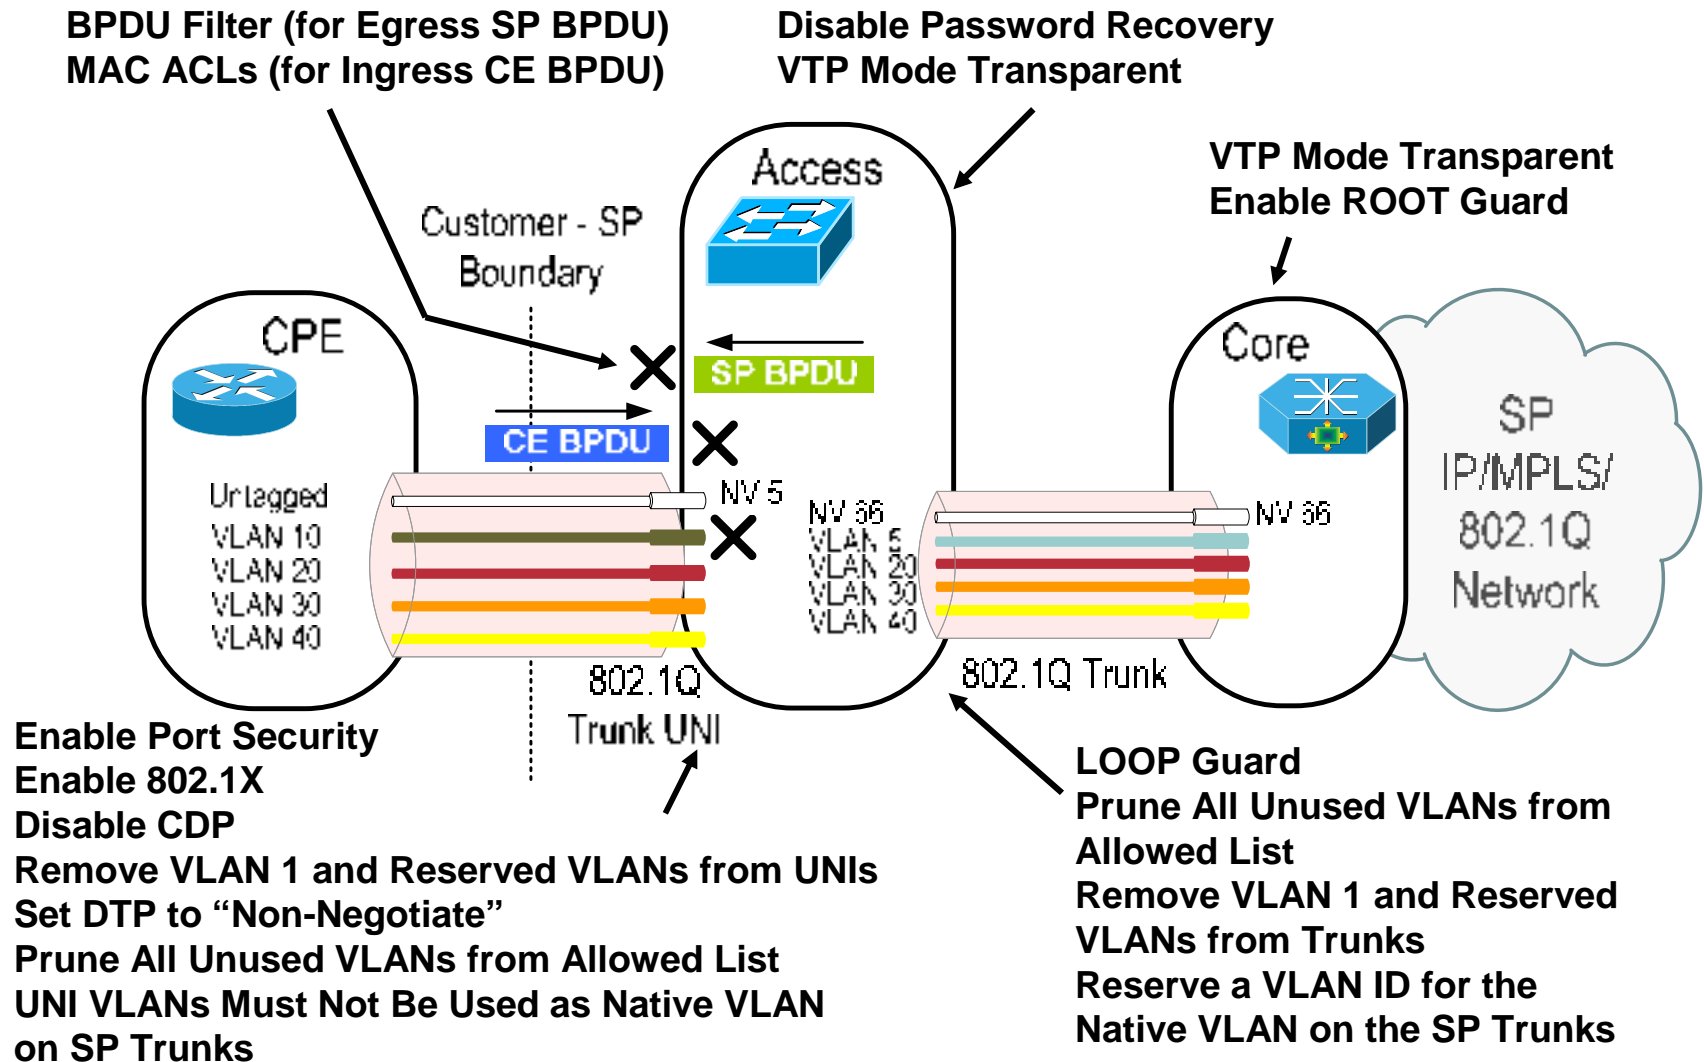 BPDU Filter (for Egress SP BPDU)
MAC ACLs (for Ingress CE BPDU)
Disable Password Recovery
VTP Mode Transparent
VTP Mode Transparent
Enable ROOT Guard
Customer - SP
Boundary
CPE
Access
Core
SP BPDU
CE BPDU
Untagged
VLAN 10
VLAN 20
VLAN 30
VLAN 40
NV 5
NV 66
VLAN 5
VLAN 20
VLAN 30
VLAN 40
NV 66
SP
IP/MPLS/
802.1Q
Network
802.1Q
Trunk UNI
802.1Q Trunk
Enable Port Security
Enable 802.1X
Disable CDP
Remove VLAN 1 and Reserved VLANs from UNIs
Set DTP to “Non-Negotiate”
Prune All Unused VLANs from Allowed List
UNI VLANs Must Not Be Used as Native VLAN
on SP Trunks
LOOP Guard
Prune All Unused VLANs from
Allowed List
Remove VLAN 1 and Reserved
VLANs from Trunks
Reserve a VLAN ID for the
Native VLAN on the SP Trunks